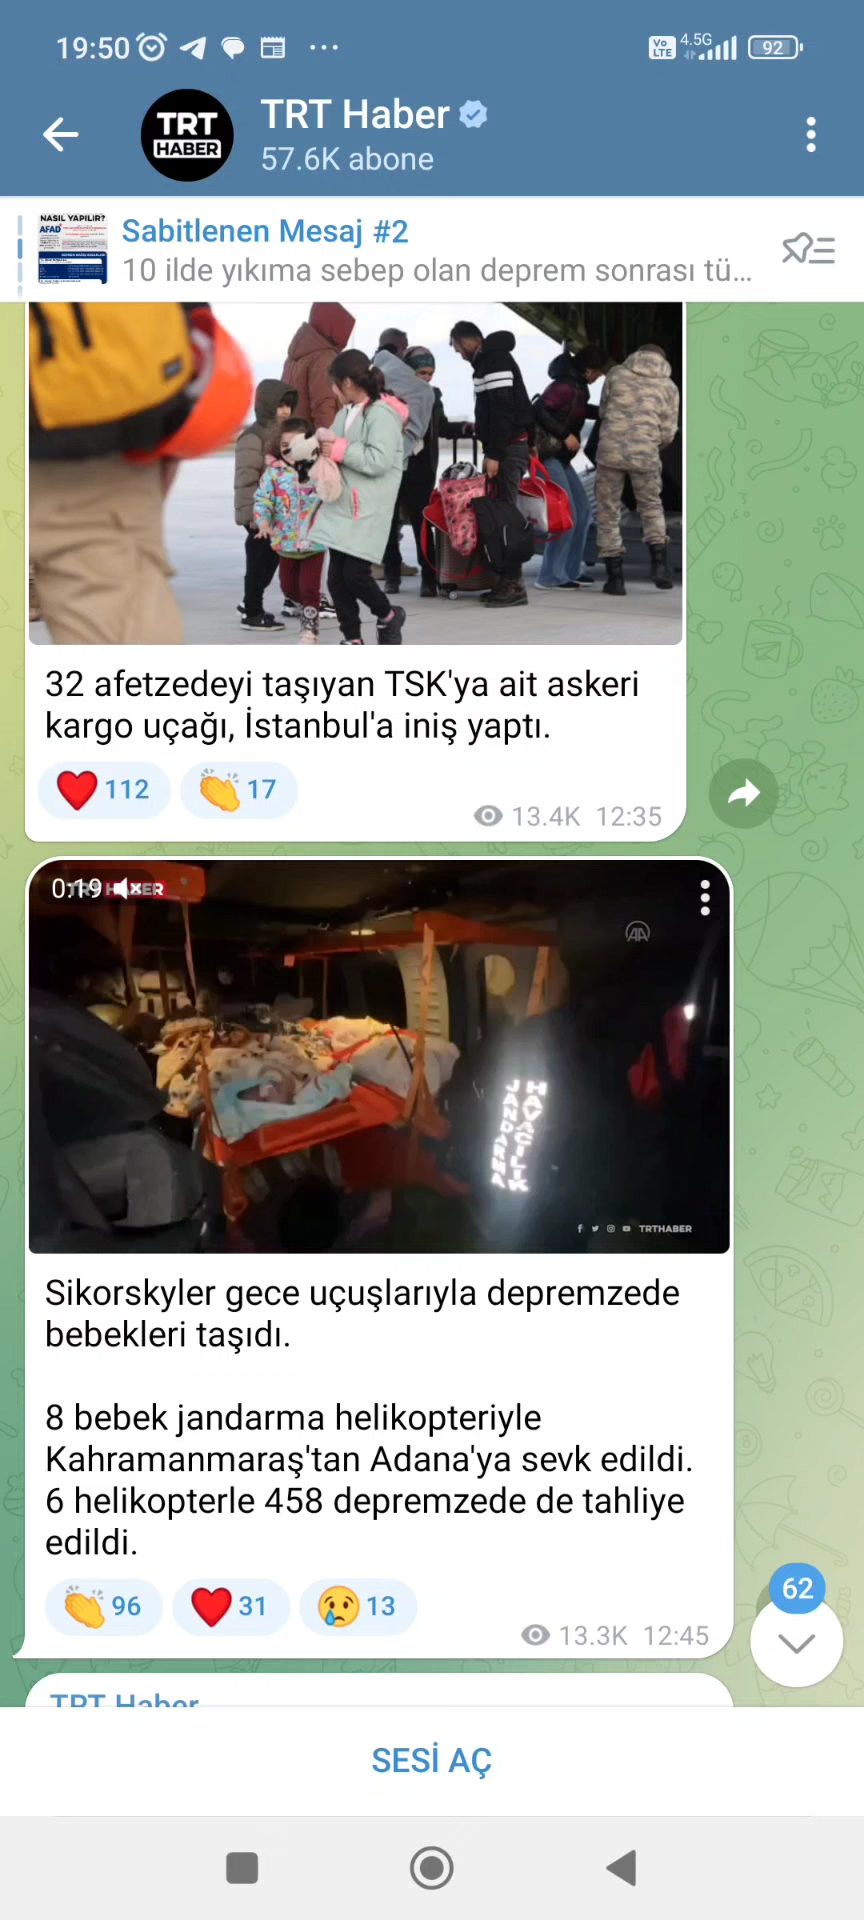 19:50
Vo LTE
4.5G
92
TRT HABER
TRT Haber
57.6K abone
NASIL YAPILIR?
AFAD
Sabitlenen Mesaj #2
10 ilde yıkıma sebep olan deprem sonrası tü...
32 afetzedeyi taşıyan TSK'ya ait askeri
kargo uçağı, İstanbul'a iniş yaptı.
112
17
13.4K 12:35
0:19
AA
JANDARMA
HAVACILIK
TRTHABER
Sikorskyler gece uçuşlarıyla depremzede
bebekleri taşıdı.
8 bebek jandarma helikopteriyle
Kahramanmaraş'tan Adana'ya sevk edildi.
6 helikopterle 458 depremzede de tahliye
edildi.
96
31
13
13.3K 12:45
62
TRT Haber
SESİ AÇ